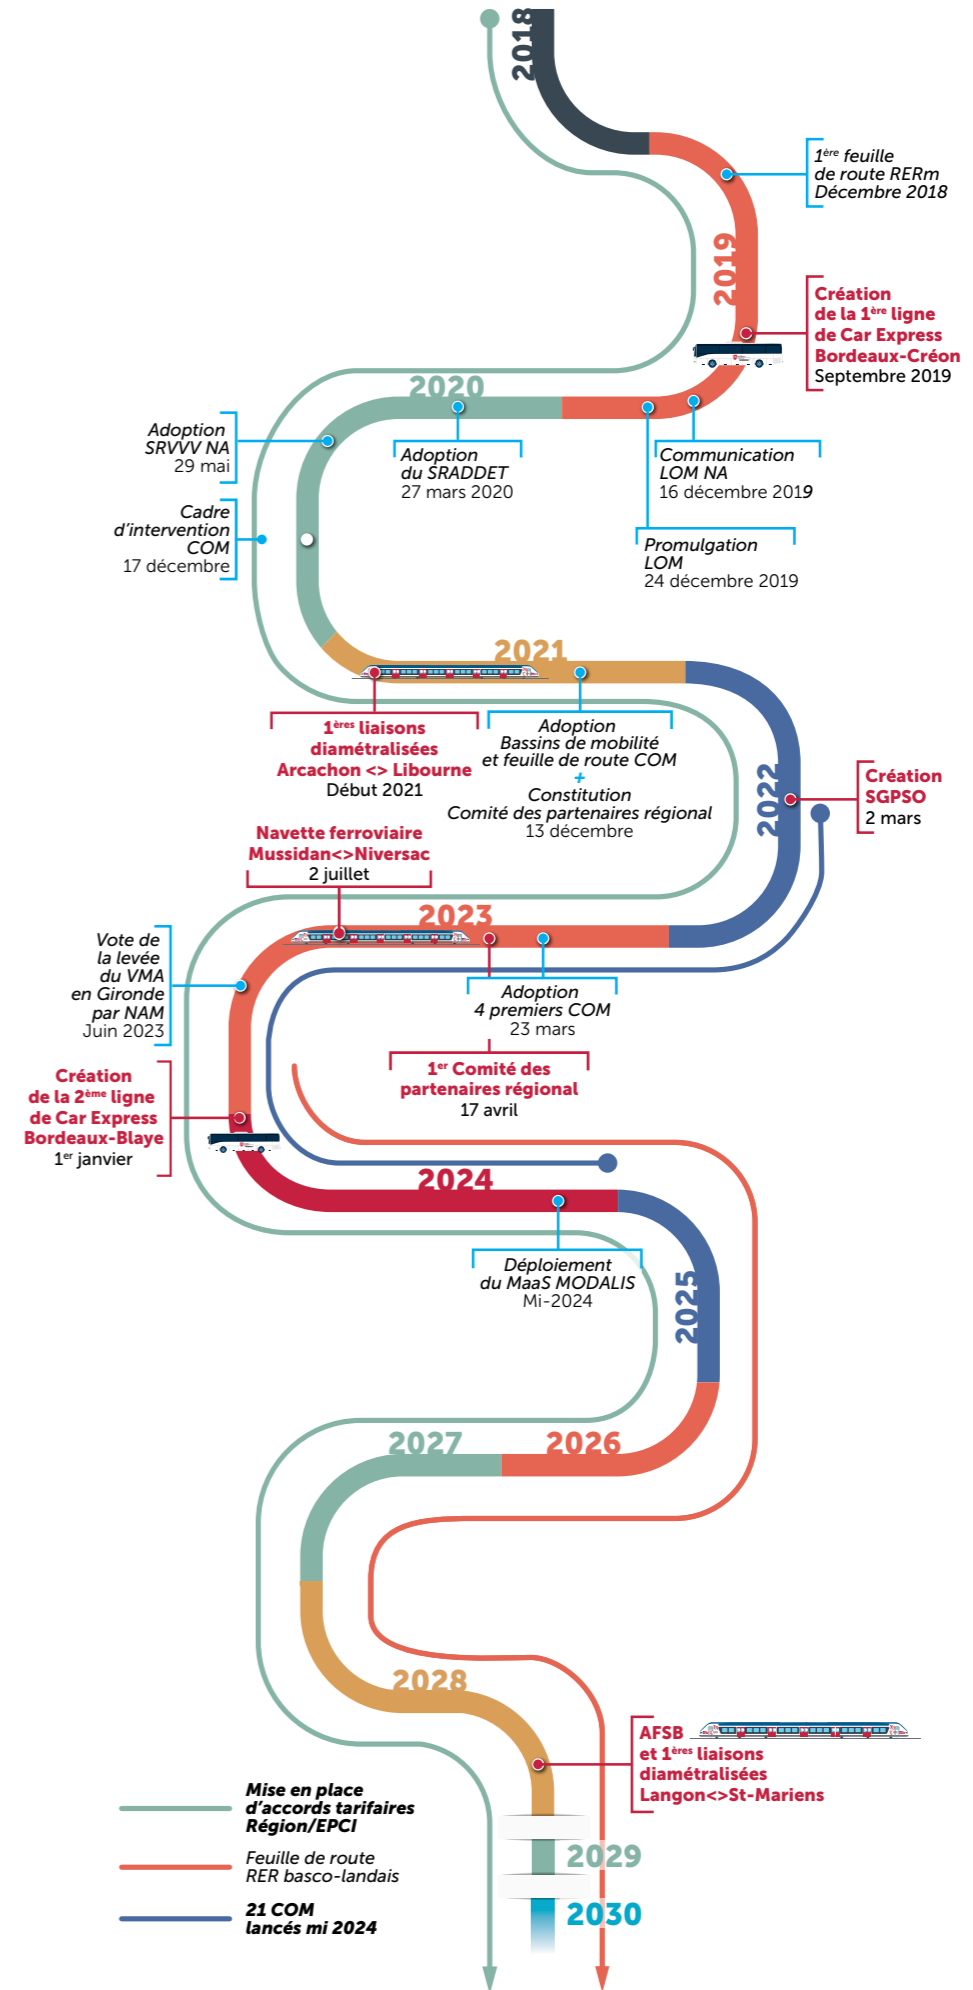 2018
1ère feuille
de route RERm
Décembre 2018
2019
Création
de la 1ère ligne
de Car Express
Bordeaux-Créon
Septembre 2019
2020
Adoption
SRVVV NA
29 mai
Adoption
du SRADDET
27 mars 2020
Communication
LOM NA
16 décembre 2019
Cadre
d'intervention
COM
17 décembre
Promulgation
LOM
24 décembre 2019
2021
1ères liaisons
diamétralisées
Arcachon <> Libourne
Début 2021
Adoption
Bassins de mobilité
et feuille de route COM
+
Constitution
Comité des partenaires régional
13 décembre
2022
Création
SGPSO
2 mars
Navette ferroviaire
Mussidan<>Niversac
2 juillet
2023
Vote de
la levée
du VMA
en Gironde
par NAM
Juin 2023
Adoption
4 premiers COM
23 mars
1er Comité des
partenaires régional
17 avril
Création
de la 2ème ligne
de Car Express
Bordeaux-Blaye
1er janvier
2024
Déploiement
du MaaS MODALIS
Mi-2024
2025
2027
2026
2028
AFSB
et 1ères liaisons
diamétralisées
Langon<>St-Mariens
Mise en place
d'accords tarifaires
Région/EPCI
2029
Feuille de route
RER basco-landais
21 COM
lancés mi 2024
2030